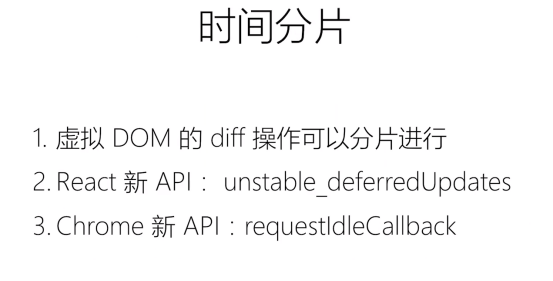 时间分片
1. 虚拟 DOM 的 diff 操作可以分片进行
2. React 新 API： unstable_deferredUpdates
3. Chrome 新 API：requestIdleCallback